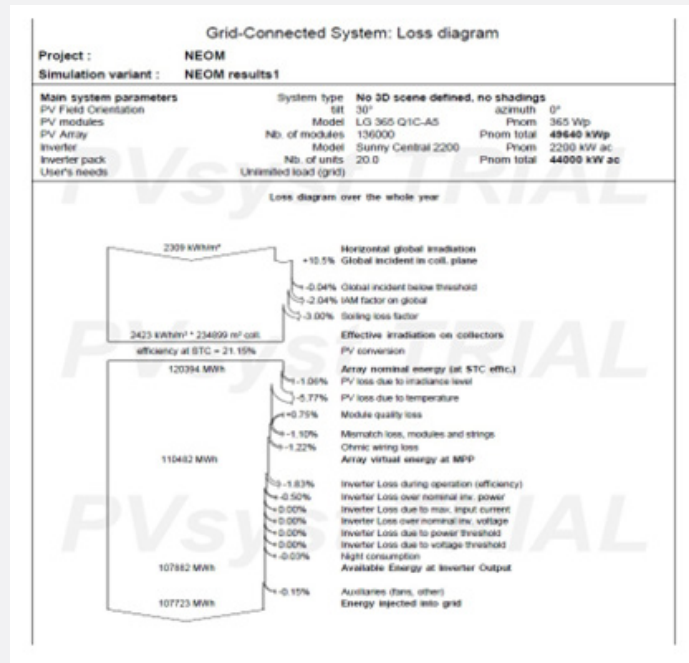 Grid-Connected System: Loss diagram
Project : NEOM
Simulation variant : NEOM results1
Main system parameters System type No 3D scene defined, no shadings
PV Field Orientation tilt 30° azimuth 0°
PV modules Model LG 365 Q1C-A5 Pnom 365 Wp
PV Array Nb. of modules 136000 Pnom total 49640 kWp
Inverter Model Sunny Central 2200 Pnom 2200 kW ac
Inverter pack Nb. of units 20.0 Pnom total 44000 kW ac
User's needs Unlimited load (grid)
PVsyst TRIAL
Loss diagram over the whole year
2309 kWh/m² Horizontal global irradiation
+10.5% Global incident in coll. plane
-0.04% Global incident below threshold
-2.04% IAM factor on global
-3.00% Soiling loss factor
2423 kWh/m² * 234899 m² coll. Effective irradiation on collectors
efficiency at STC = 21.15% PV conversion
PVsyst TRIAL
120394 MWh Array nominal energy (at STC effic.)
-1.06% PV loss due to irradiance level
-5.77% PV loss due to temperature
+0.75% Module quality loss
-1.10% Mismatch loss, modules and strings
-1.22% Ohmic wiring loss
110482 MWh Array virtual energy at MPP
-1.83% Inverter Loss during operation (efficiency)
-0.50% Inverter Loss over nominal inv. power
0.00% Inverter Loss due to max. input current
0.00% Inverter Loss over nominal inv. voltage
0.00% Inverter Loss due to power threshold
0.00% Inverter Loss due to voltage threshold
-0.03% Night consumption
PVsyst TRIAL
107882 MWh Available Energy at Inverter Output
-0.15% Auxiliaries (fans, other)
107723 MWh Energy injected into grid